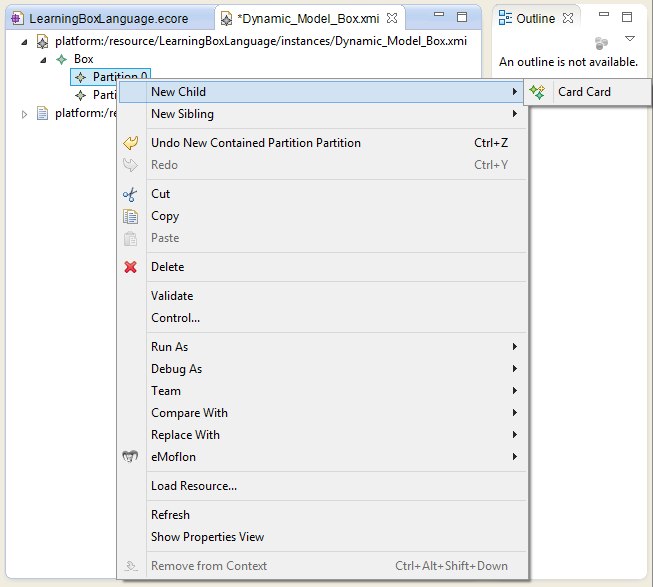 LearningBoxLanguage.ecore
*Dynamic_Model_Box.xmi
Outline
platform:/resource/LearningBoxLanguage/instances/Dynamic_Model_Box.xmi
An outline is not available.
Box
Partition 0
Parti
platform:/re
New Child
Card Card
New Sibling
Undo New Contained Partition Partition Ctrl+Z
Redo Ctrl+Y
Cut
Copy
Paste
Delete
Validate
Control...
Run As
Debug As
Team
Compare With
Replace With
eMoflon
Load Resource...
Refresh
Show Properties View
Remove from Context Ctrl+Alt+Shift+Down